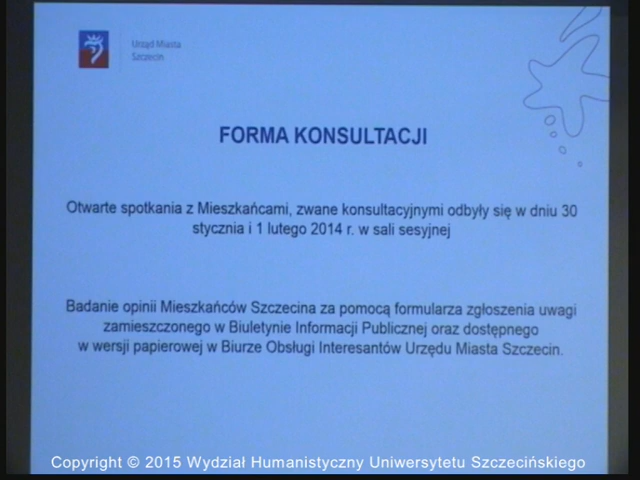 Urząd Miasta
Szczecin
FORMA KONSULTACJI
Otwarte spotkania z Mieszkańcami, zwane konsultacyjnymi odbyły się w dniu 30
stycznia i 1 lutego 2014 r. w sali sesyjnej
Badanie opinii Mieszkańców Szczecina za pomocą formularza zgłoszenia uwagi
zamieszczonego w Biuletynie Informacji Publicznej oraz dostępnego
w wersji papierowej w Biurze Obsługi Interesantów Urzędu Miasta Szczecin.
Copyright © 2015 Wydział Humanistyczny Uniwersytetu Szczecińskiego